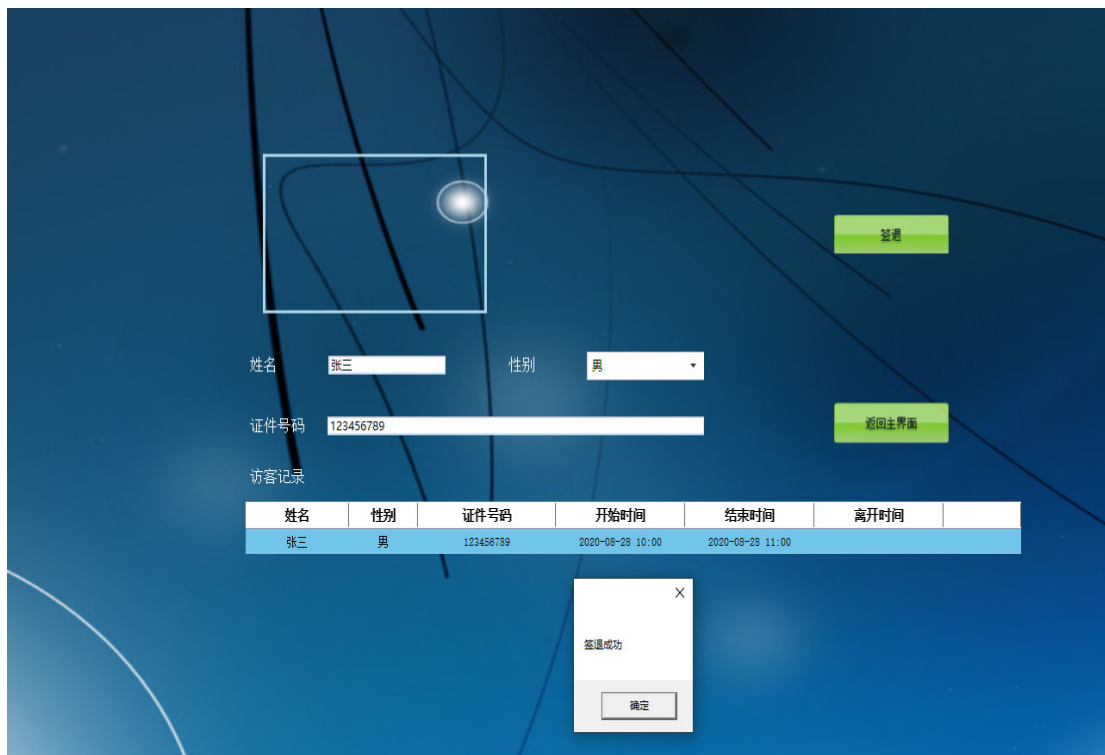 签退
姓名 张三 性别 男
证件号码 123456789 返回主界面
访客记录
姓名 性别 证件号码 开始时间 结束时间 离开时间
张三 男 123456789 2020-08-28 10:00 2020-08-28 11:00
签退成功
确定